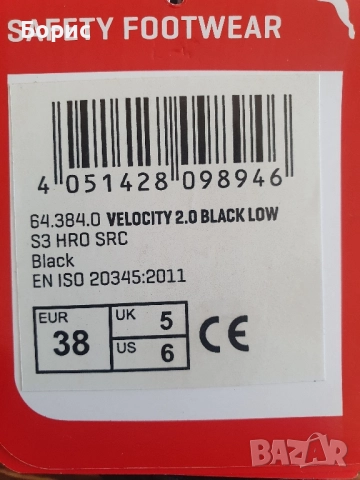 Борис
SAFETY FOOTWEAR
4 051428 098946
64.384.0 VELOCITY 2.0 BLACK LOW
S3 HRO SRC
Black
EN ISO 20345:2011
EUR
38
UK 5
US 6
CE
BAZAR